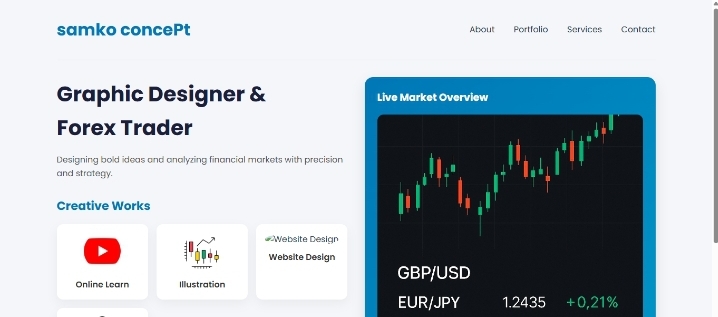 samko concePt
About Portfolio Services Contact
Graphic Designer &
Forex Trader
Designing bold ideas and analyzing financial markets with precision
and strategy.
Creative Works
Online Learn
Illustration
Website Design
Website Design
Live Market Overview
GBP/USD
EUR/JPY 1.2435 +0,21%